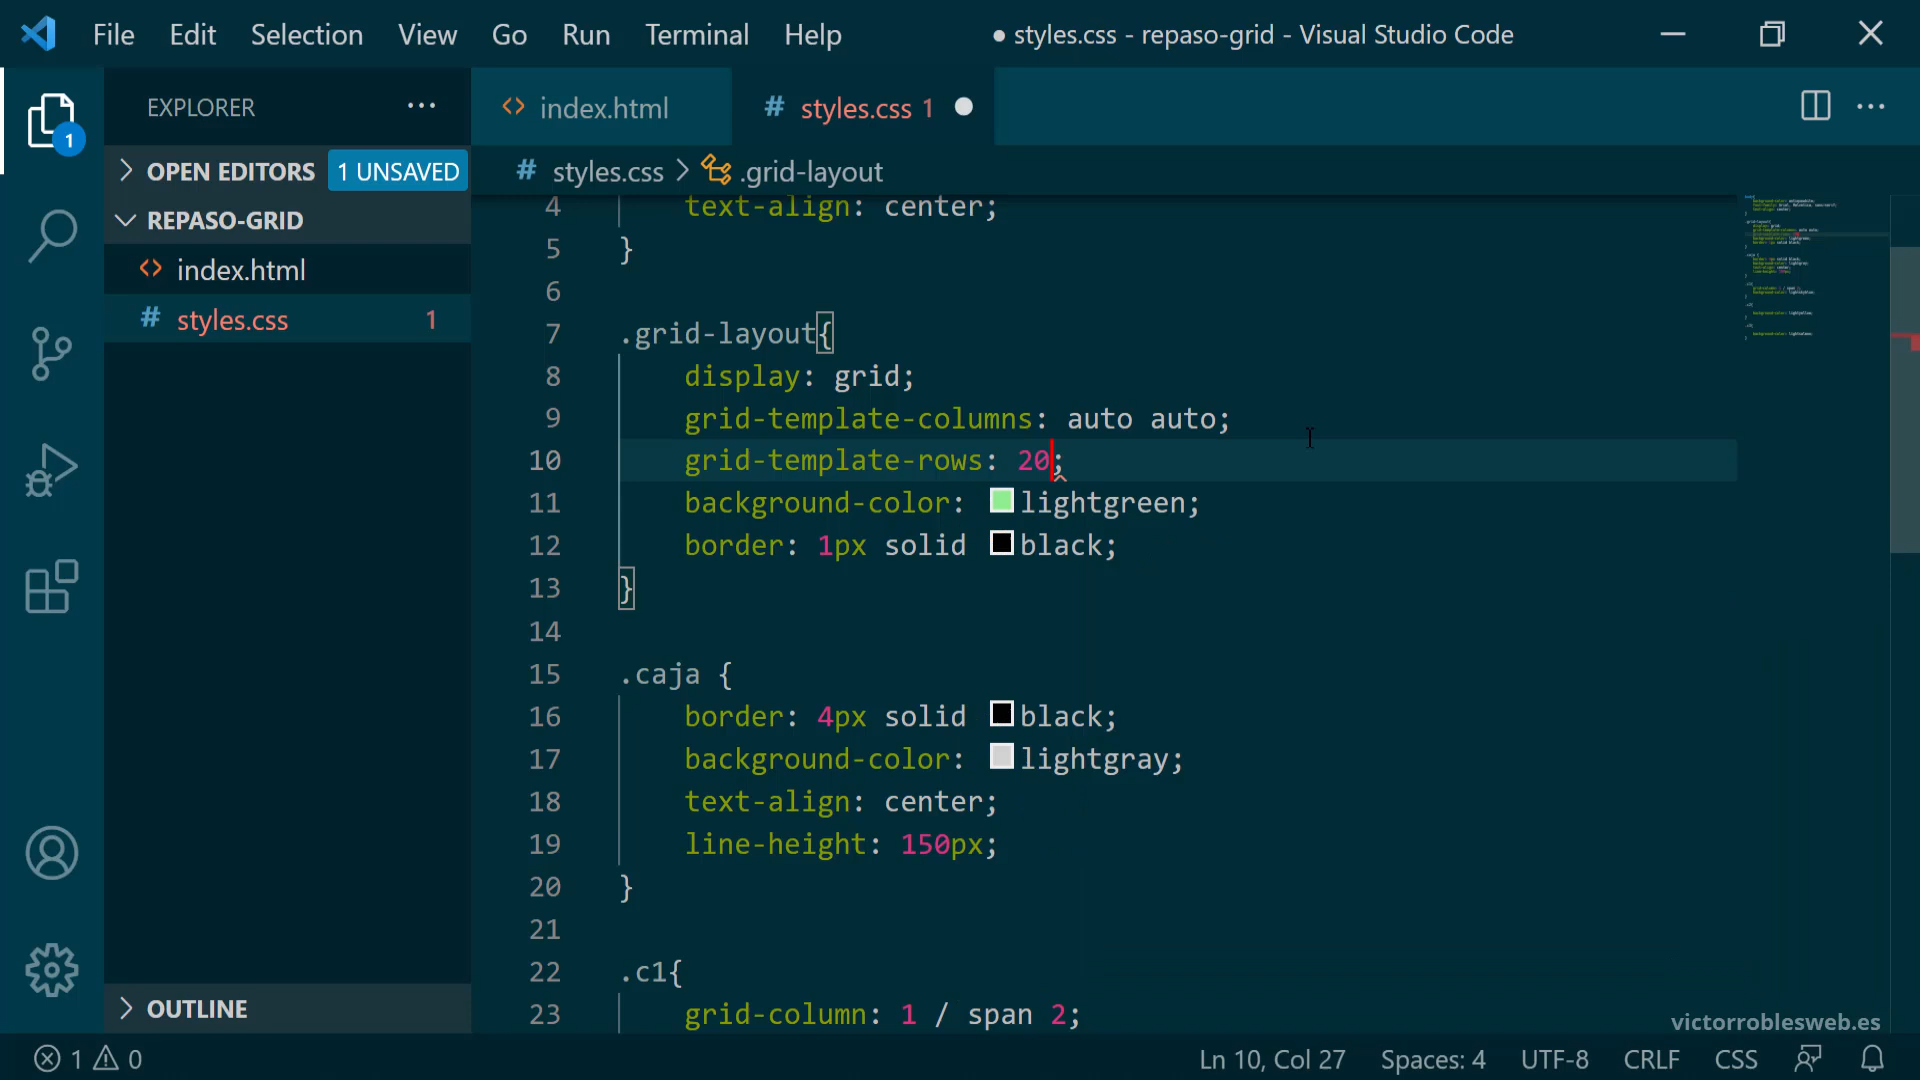 File Edit Selection View Go Run Terminal Help
● styles.css - repaso-grid - Visual Studio Code
EXPLORER
index.html
styles.css 1
1
OPEN EDITORS 1 UNSAVED
styles.css > .grid-layout
REPASO-GRID
index.html
styles.css 1
4 text-align: center;
5 }
6
7 .grid-layout{
8 display: grid;
9 grid-template-columns: auto auto;
10 grid-template-rows: 20;
11 background-color: lightgreen;
12 border: 1px solid black;
13 }
14
15 .caja {
16 border: 4px solid black;
17 background-color: lightgray;
18 text-align: center;
19 line-height: 150px;
20 }
21
22 .c1{
23 grid-column: 1 / span 2;
OUTLINE
victorroblesweb.es
1 0
Ln 10, Col 27 Spaces: 4 UTF-8 CRLF CSS